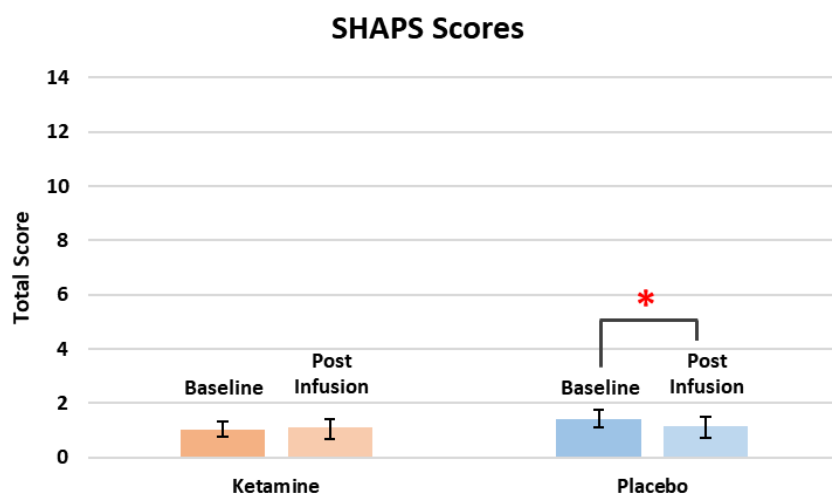 SHAPS Scores
Total Score
14
12
10
8
6
4
2
0
*
Baseline
Post
Infusion
Baseline
Post
Infusion
Ketamine
Placebo